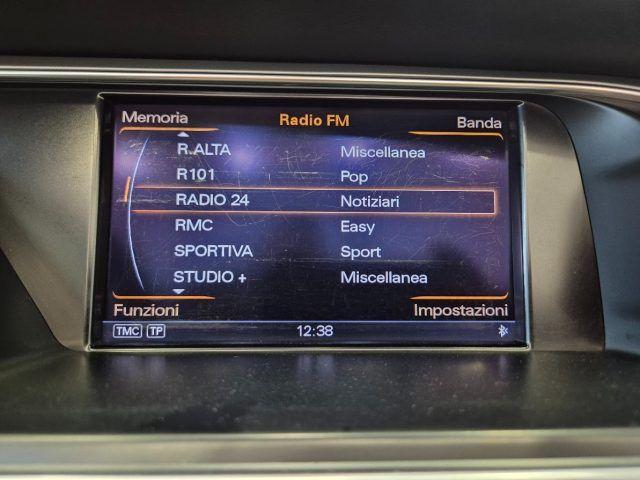 Memoria Radio FM Banda
R.ALTA Miscellanea
R101 Pop
RADIO 24 Notiziari
RMC Easy
SPORTIVA Sport
STUDIO + Miscellanea
Funzioni Impostazioni
TMC TP 12:38